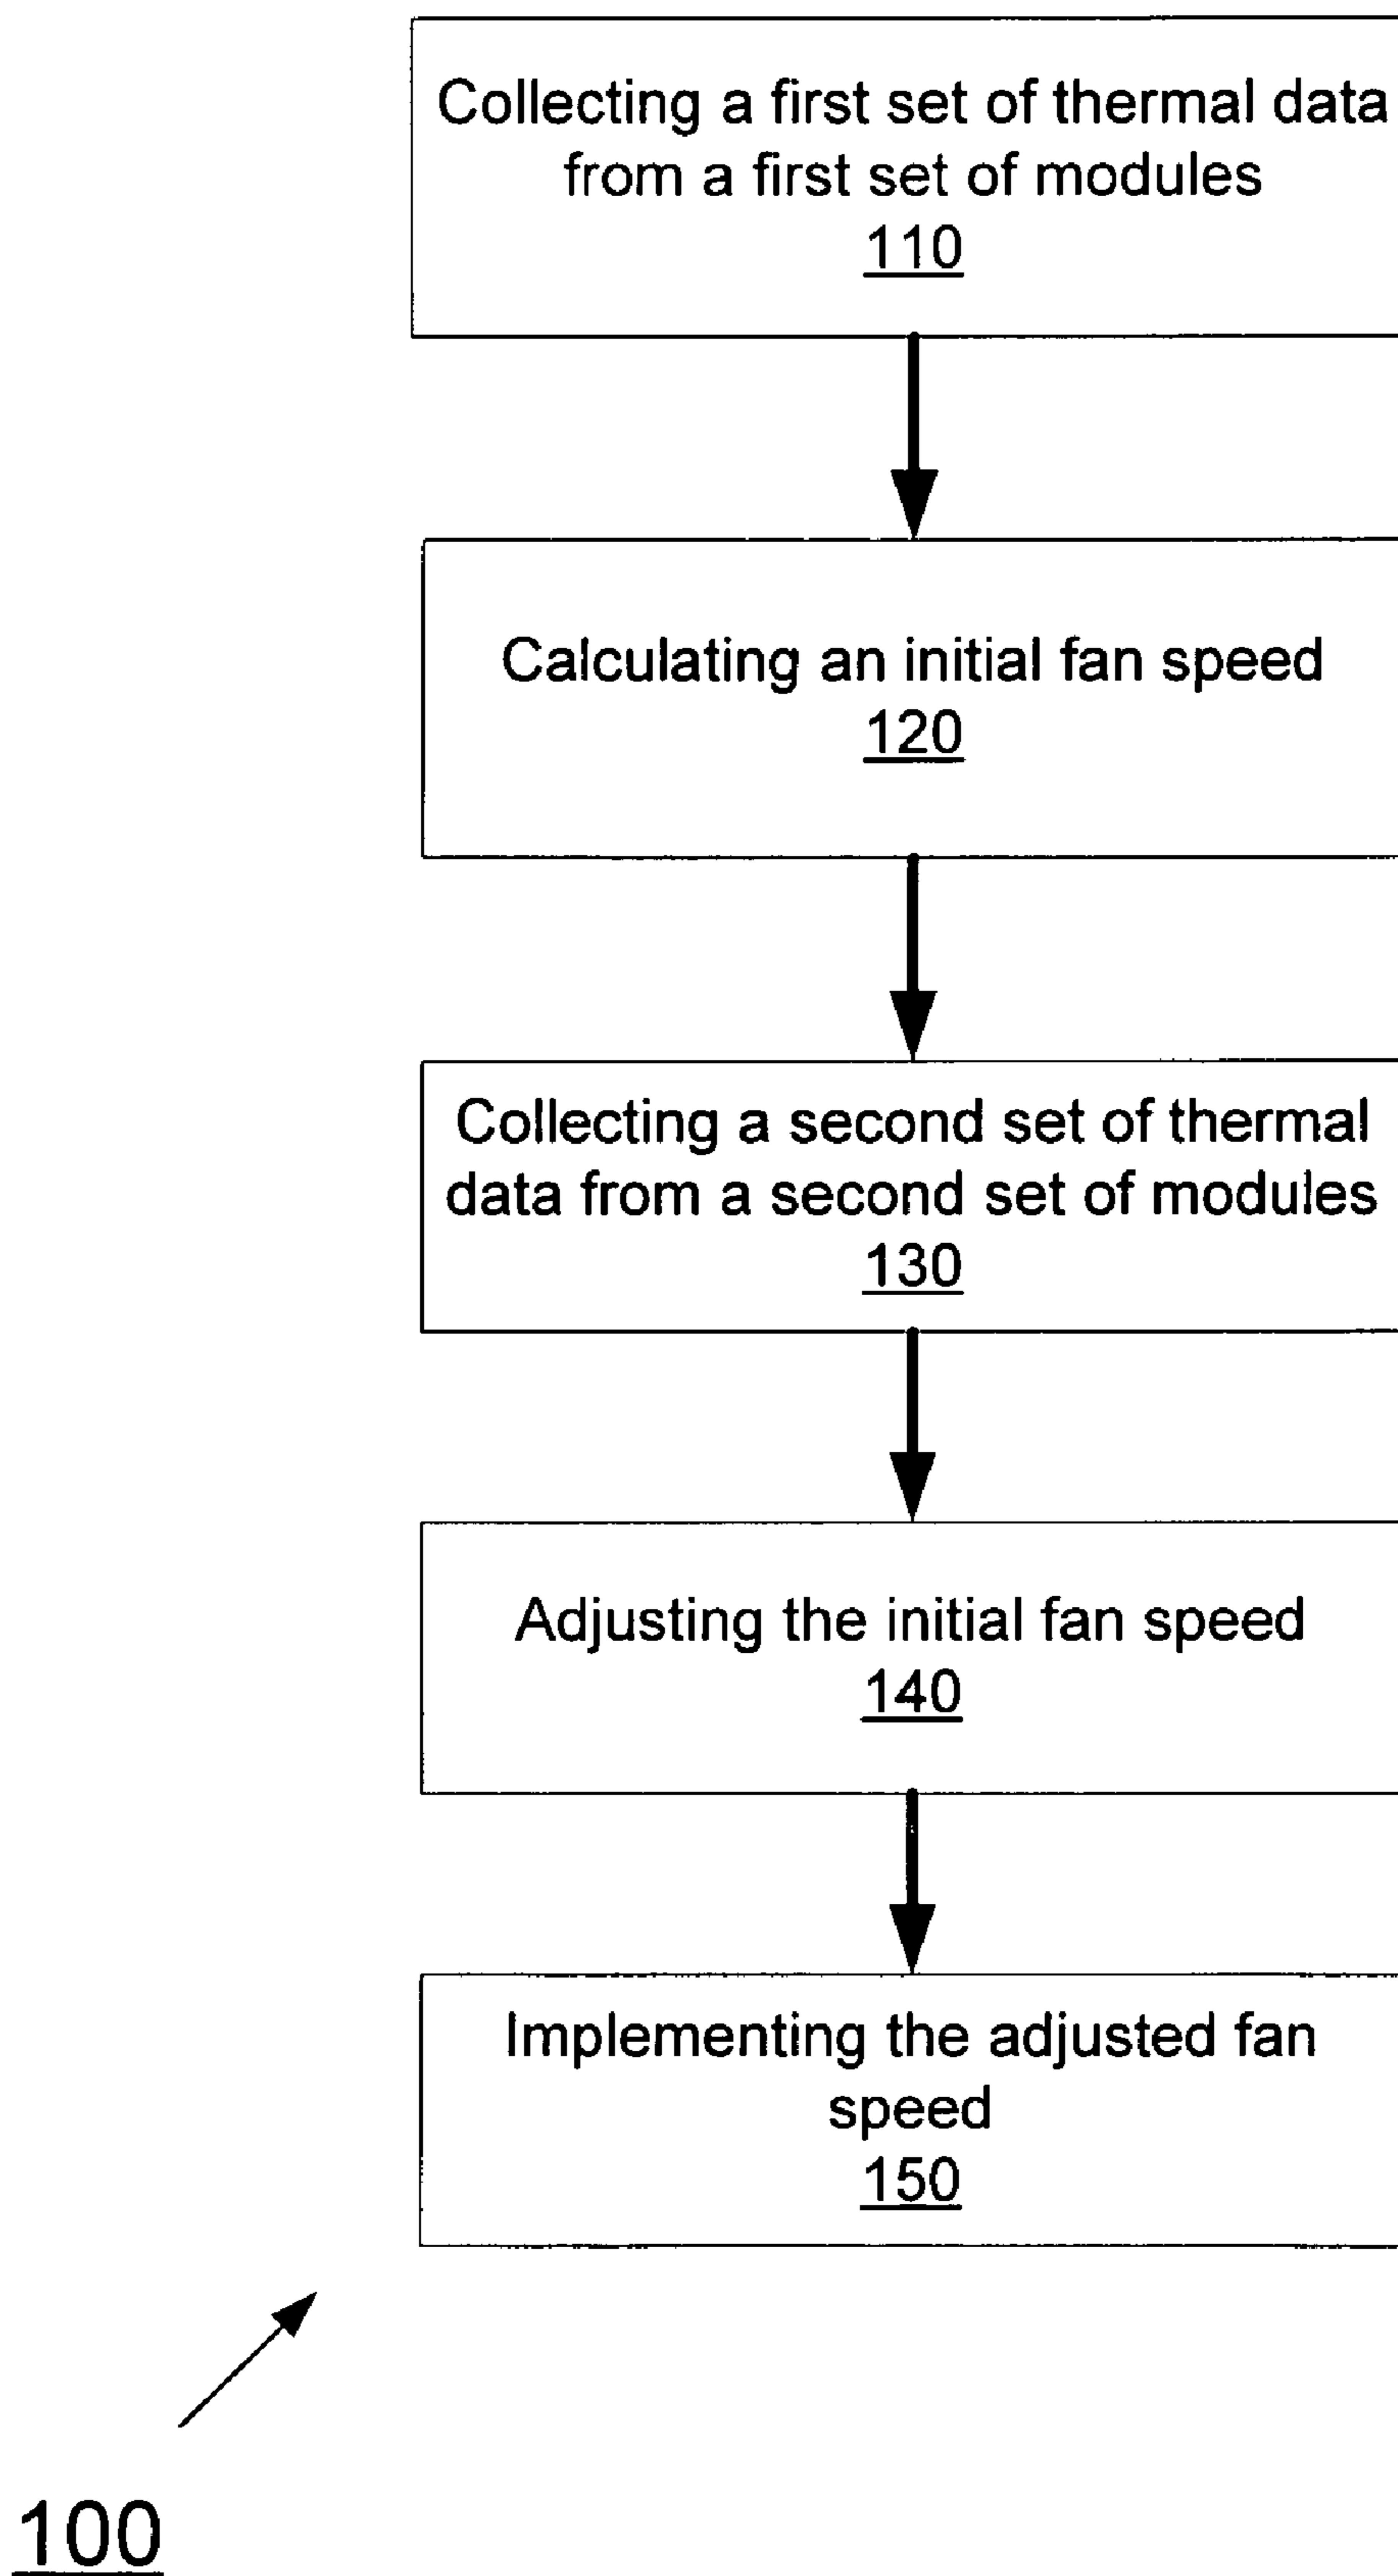 Collecting a first set of thermal data
from a first set of modules
110
Calculating an initial fan speed
120
Collecting a second set of thermal
data from a second set of modules
130
Adjusting the initial fan speed
140
Implementing the adjusted fan
speed
150
100